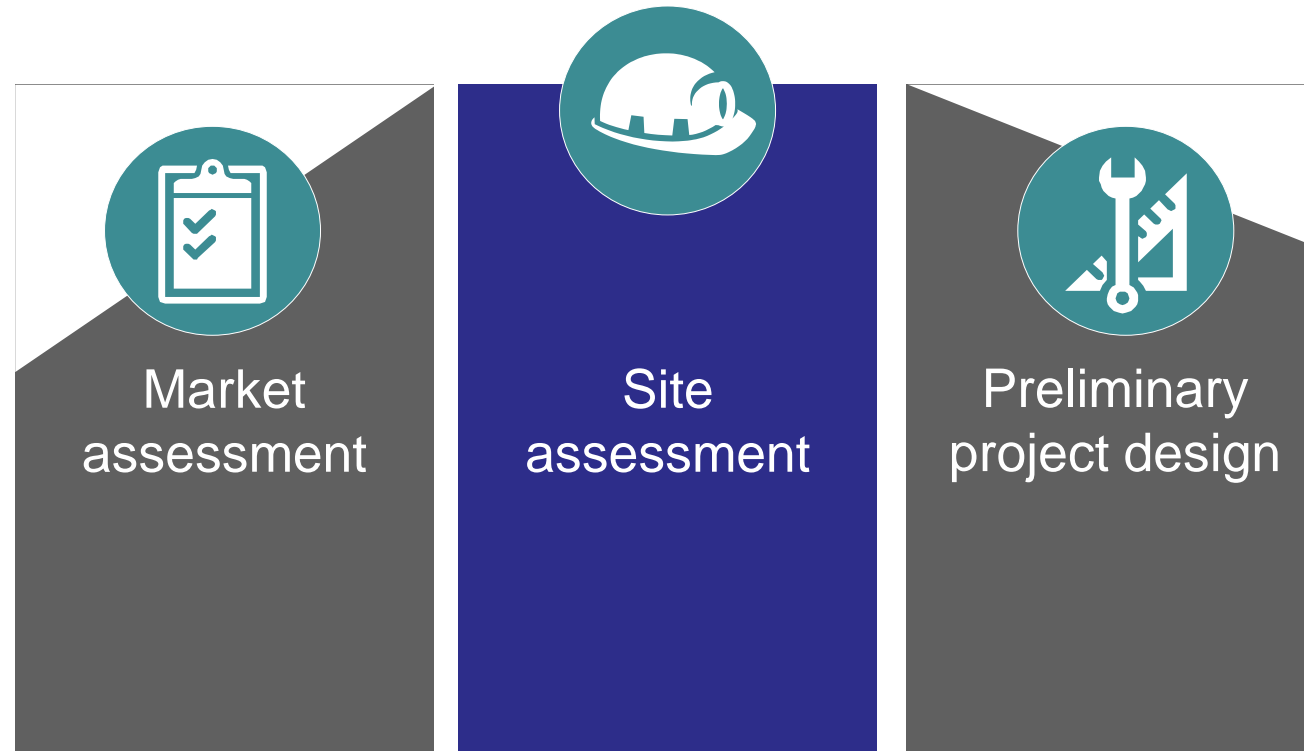 Market
assessment
Site
assessment
Preliminary
project design